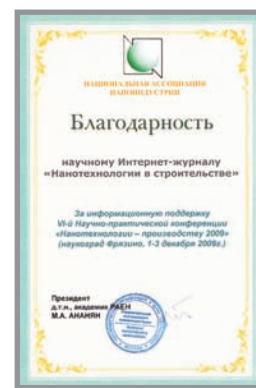 НАЦИОНАЛЬНАЯ АССОЦИАЦИЯ
НАНОИНДУСТРИИ
Благодарность
научному Интернет-журналу
«Нанотехнологии в строительстве»
За информационную поддержку
VI-й Научно-практической конференции
«Нанотехнологии – производству 2009»
(наукоград Фрязино, 1-3 декабря 2009г.)
Президент
д.т.н., академик РАЕН
М.А. АНАНЯН